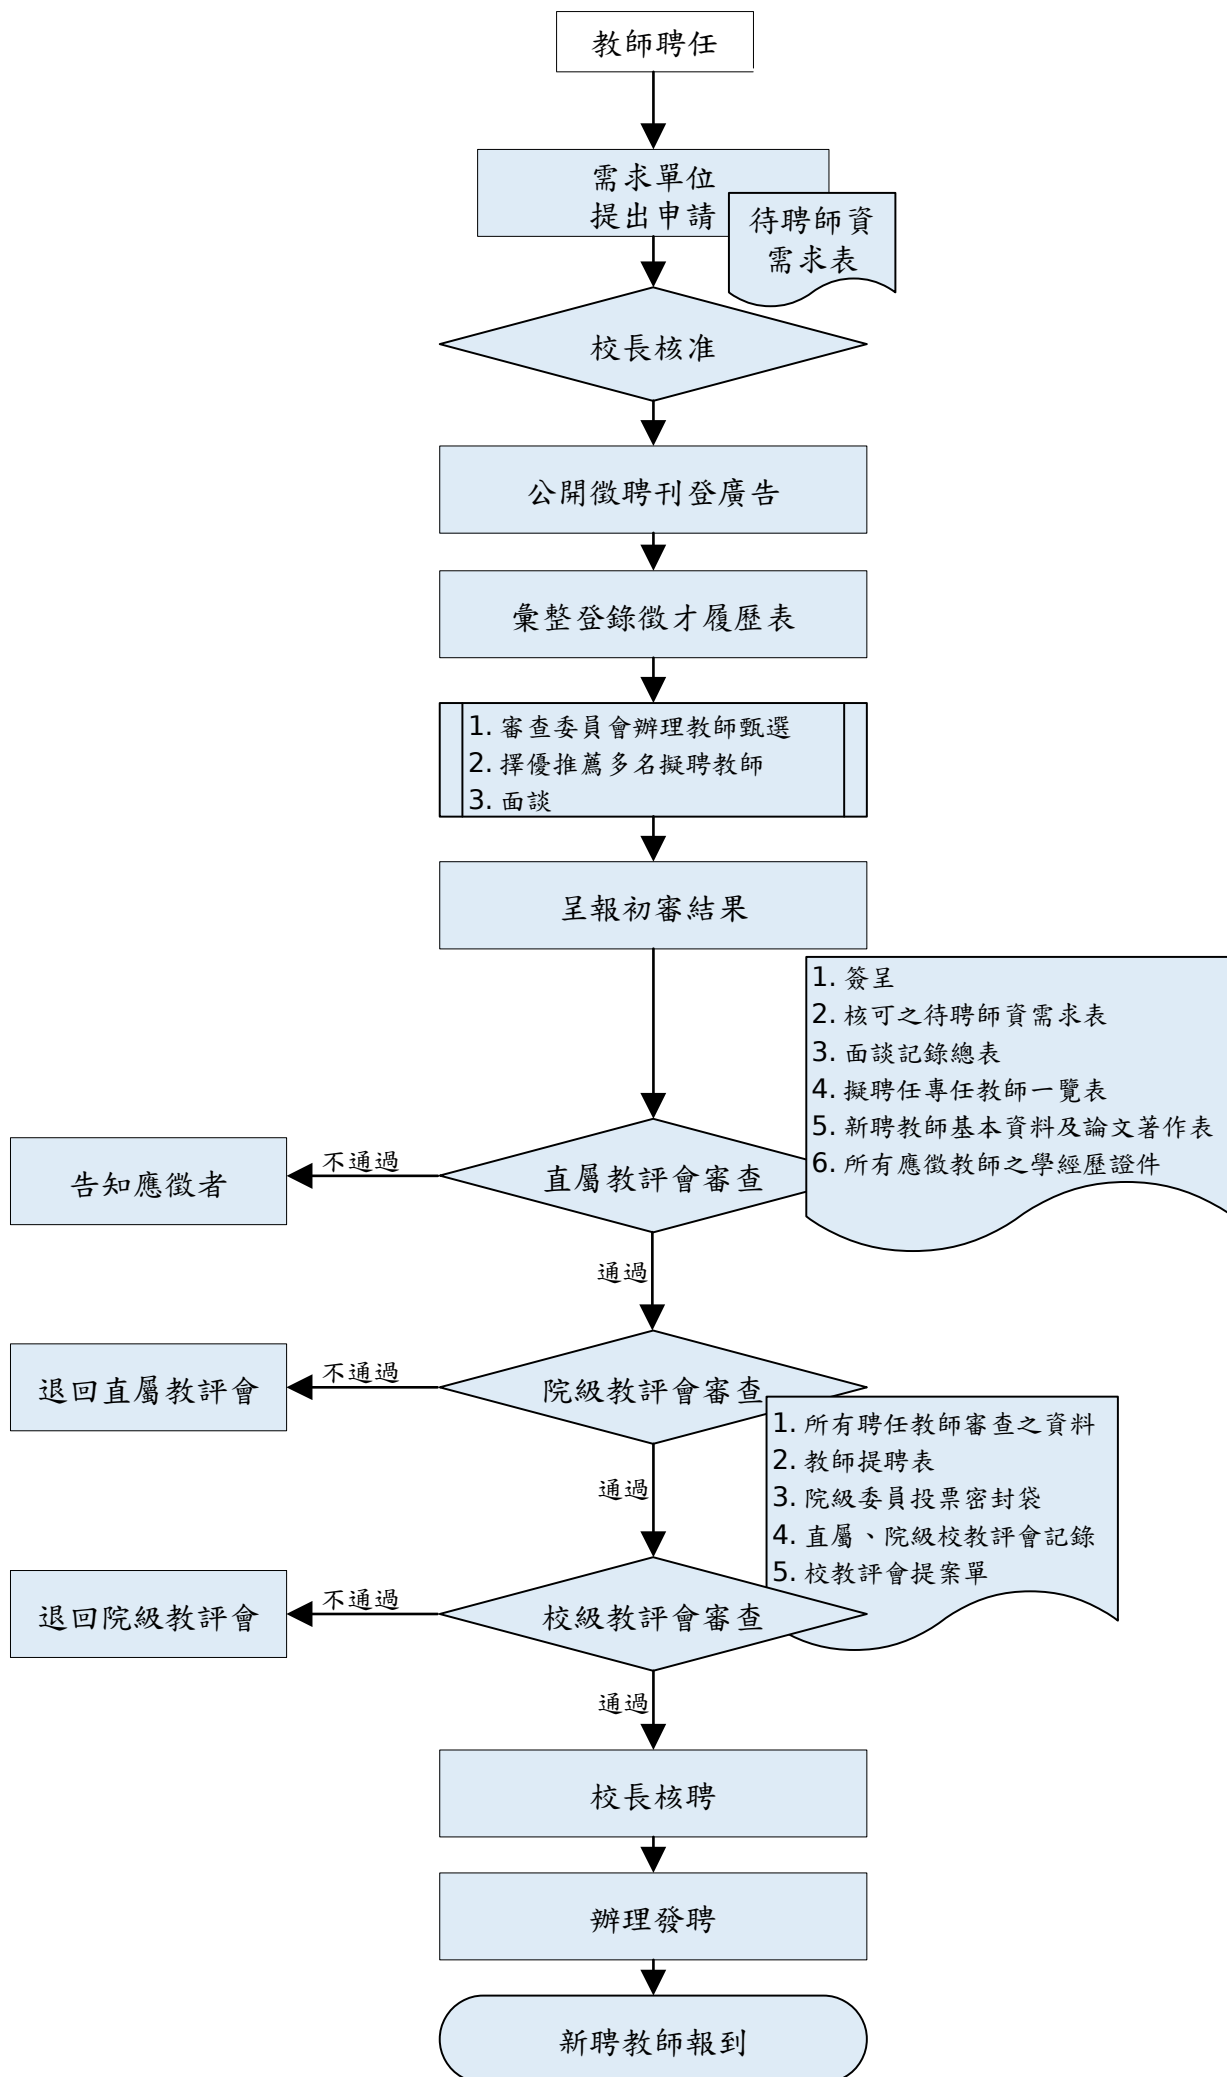 教師聘任
需求單位
提出申請
待聘師資
需求表
校長核准
公開徵聘刊登廣告
彙整登錄徵才履歷表
1. 審查委員會辦理教師甄選
2. 擇優推薦多名擬聘教師
3. 面談
呈報初審結果
1. 簽呈
2. 核可之待聘師資需求表
3. 面談記錄總表
4. 擬聘任專任教師一覽表
5. 新聘教師基本資料及論文著作表
6. 所有應徵教師之學經歷證件
直屬教評會審查
不通過
告知應徵者
通過
院級教評會審查
不通過
退回直屬教評會
1. 所有聘任教師審查之資料
2. 教師提聘表
3. 院級委員投票密封袋
4. 直屬、院級校教評會記錄
5. 校教評會提案單
通過
校級教評會審查
不通過
退回院級教評會
通過
校長核聘
辦理發聘
新聘教師報到